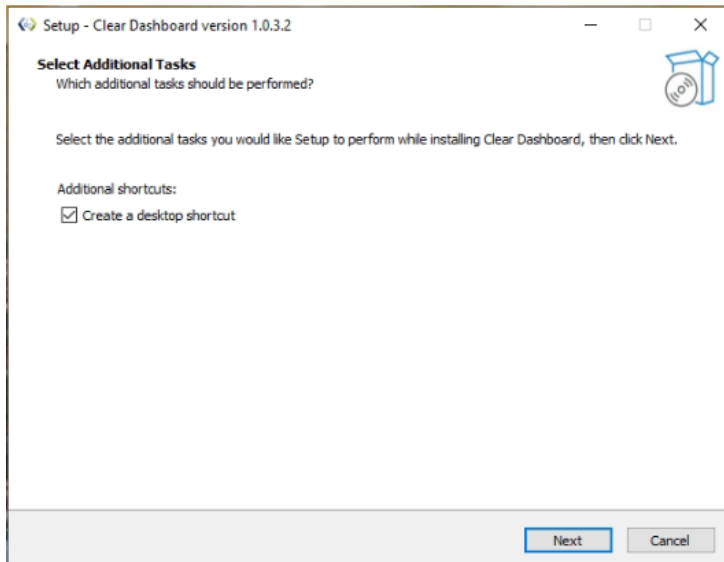 Setup - Clear Dashboard version 1.0.3.2
Select Additional Tasks
Which additional tasks should be performed?
Select the additional tasks you would like Setup to perform while installing Clear Dashboard, then click Next.
Additional shortcuts:
Create a desktop shortcut
Next
Cancel